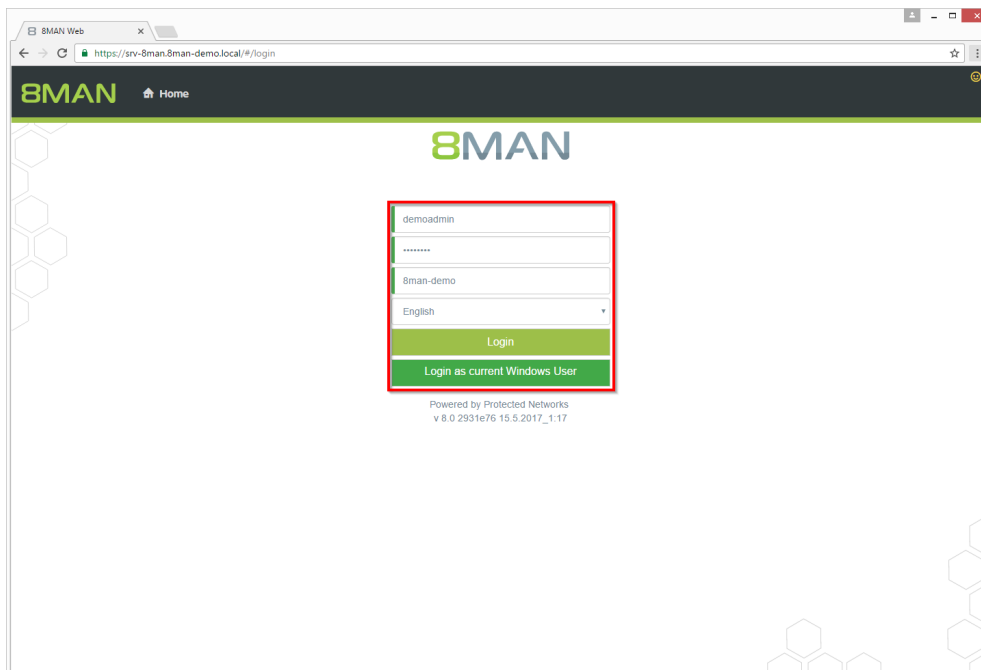 8MAN Web
https://srv-8man.8man-demo.local/#/login
8MAN Home
8MAN
demoadmin
········
8man-demo
English
Login
Login as current Windows User
Powered by Protected Networks
v 8.0 2931e76 15.5.2017_1:17